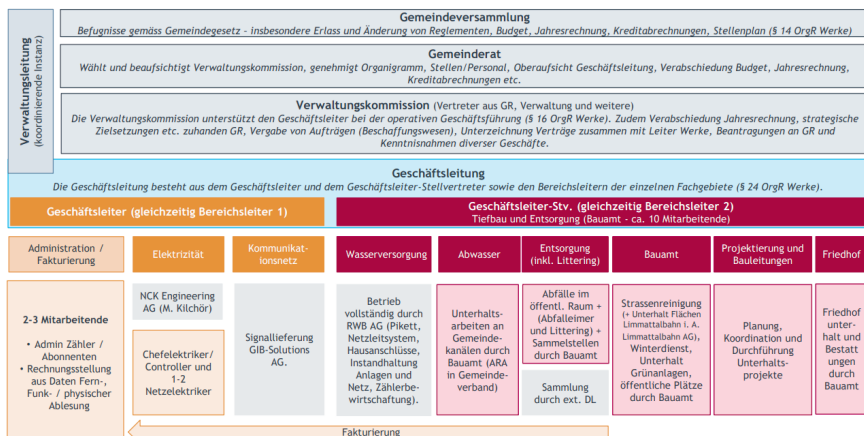 Verwaltungsleitung
(koordinierende Instanz)
Gemeindeversammlung
Befugnisse gemäss Gemeindegesetz - insbesondere Erlass und Änderung von Reglementen, Budget, Jahresrechnung, Kreditabrechnungen, Stellenplan (§ 14 OrgR Werke)
Gemeinderat
Wählt und beaufsichtigt Verwaltungskommission, genehmigt Organigramm, Stellen/Personal, Oberaufsicht Geschäftsleitung, Verabschiedung Budget, Jahresrechnung,
Kreditabrechnungen etc.
Verwaltungskommission (Vertreter aus GR, Verwaltung und weitere)
Die Verwaltungskommission unterstützt den Geschäftsleiter bei der operativen Geschäftsführung (§ 16 OrgR Werke). Zudem Verabschiedung Jahresrechnung, strategische
Zielsetzungen etc. zuhanden GR, Vergabe von Aufträgen (Beschaffungswesen), Unterzeichnung Verträge zusammen mit Leiter Werke, Beantragungen an GR und
Kenntnisnahmen diverser Geschäfte.
Geschäftsleitung
Die Geschäftsleitung besteht aus dem Geschäftsleiter und dem Geschäftsleiter-Stellvertreter sowie den Bereichsleitern der einzelnen Fachgebiete (§ 24 OrgR Werke).
Geschäftsleiter (gleichzeitig Bereichsleiter 1)
Geschäftsleiter-Stv. (gleichzeitig Bereichsleiter 2)
Tiefbau und Entsorgung (Bauamt - ca. 10 Mitarbeitende)
Administration /
Fakturierung
Elektrizität
Kommunikat-
ionsnetz
Wasserversorgung
Abwasser
Entsorgung
(inkl. Littering)
Bauamt
Projektierung und
Bauleitungen
Friedhof
2-3 Mitarbeitende
• Admin Zähler /
Abonnenten
• Rechnungsstellung
aus Daten Fern-,
Funk- / physischer
Ablesung
NCK Engineering
AG (M. Kilchör)
Chefelektriker/
Controller und
1-2
Netzelektriker
Signallieferung
GIB-Solutions
AG.
Betrieb
vollständig durch
RWB AG (Pikett,
Netzleitsystem,
Hausanschlüsse,
Instandhaltung
Anlagen und
Netz, Zählerbe-
wirtschaftung).
Unterhalts-
arbeiten an
Gemeinde-
kanälen durch
Bauamt (ARA
in Gemeinde-
verband)
Abfälle im
öffentl. Raum +
(Abfalleimer
und Littering) +
Sammelstellen
durch Bauamt
Sammlung
durch ext. DL
Strassenreinigung
(+ Unterhalt Flächen
Limmattalbahn i. A.
Limmattalbahn AG),
Winterdienst,
Unterhalt
Grünanlagen,
öffentliche Plätze
durch Bauamt
Planung,
Koordination und
Durchführung
Unterhalts-
projekte
Friedhof
unter-
halt und
Bestatt
ungen
durch
Bauamt
Fakturierung